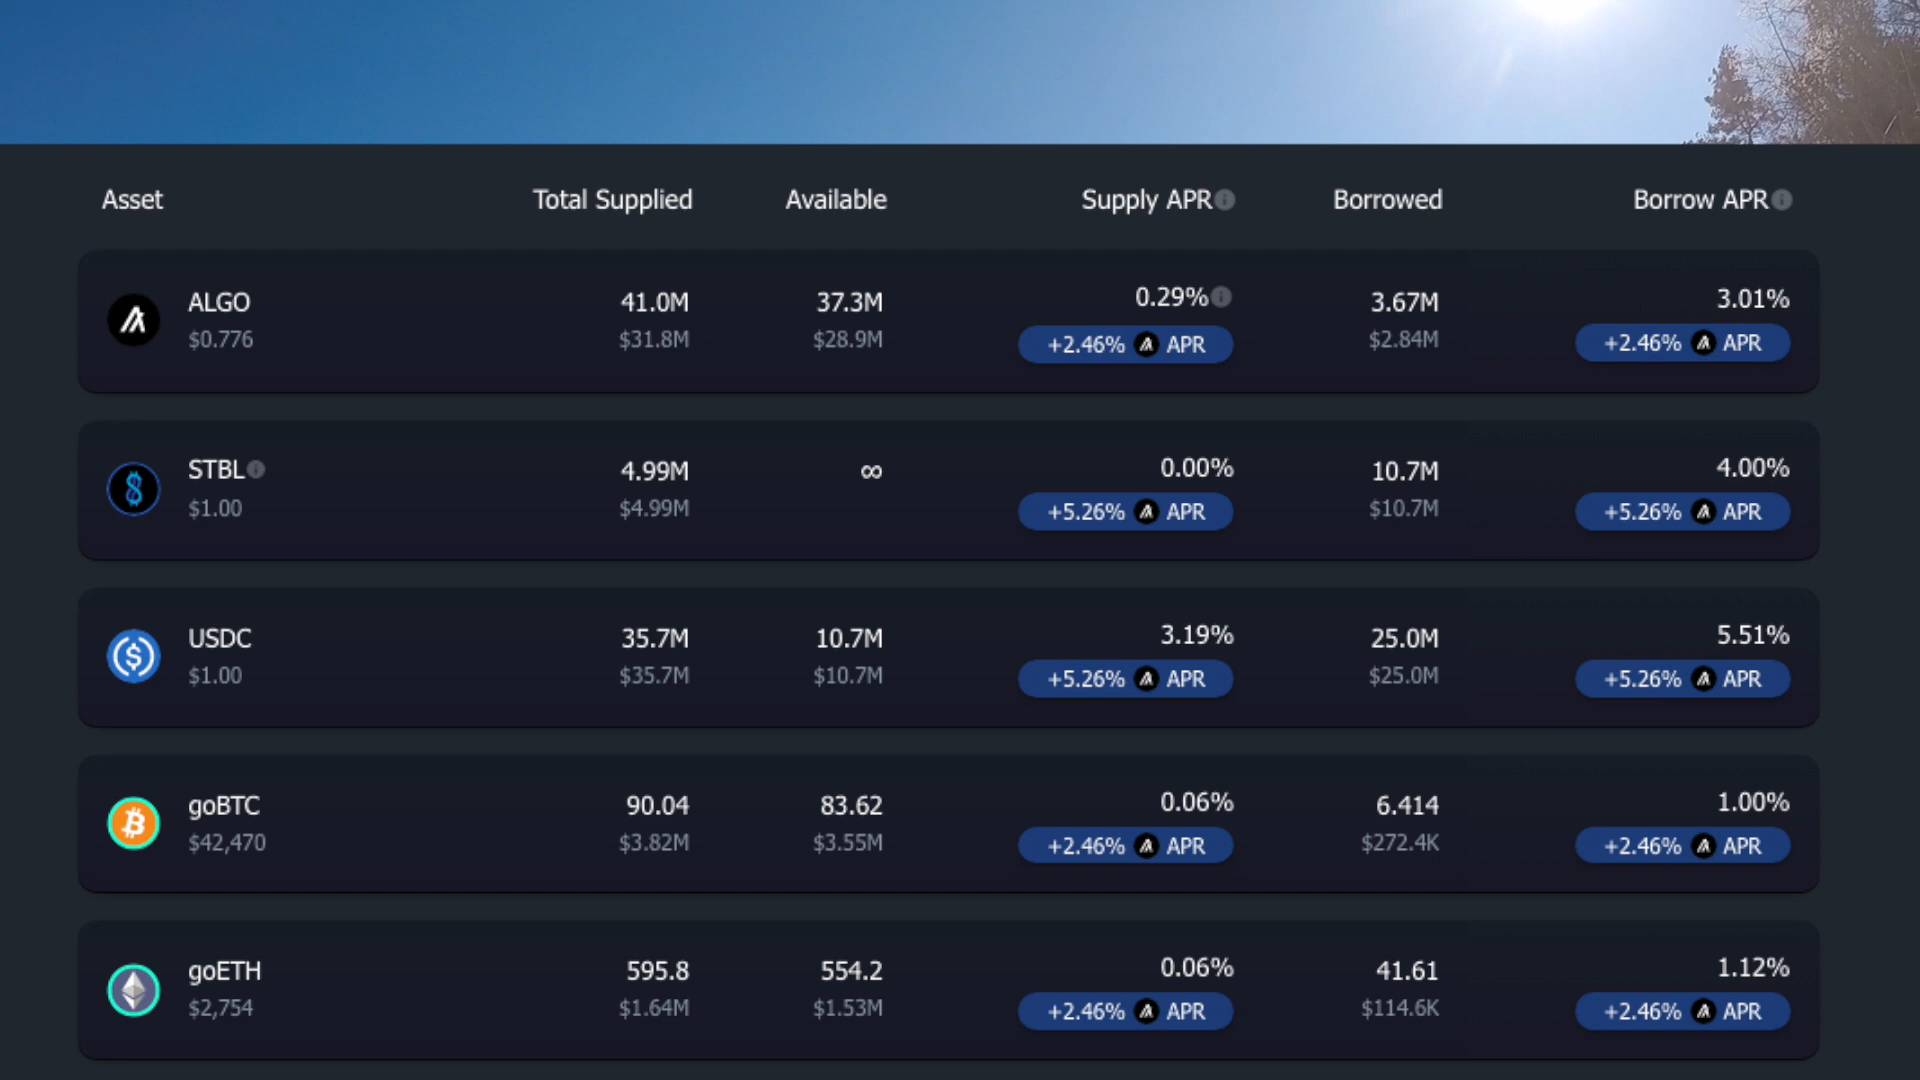 Asset Total Supplied Available Supply APR Borrowed Borrow APR
ALGO 41.0M 37.3M 0.29% 3.67M 3.01%
$0.776 $31.8M $28.9M +2.46% APR $2.84M +2.46% APR
STBL 4.99M ∞ 0.00% 10.7M 4.00%
$1.00 $4.99M +5.26% APR $10.7M +5.26% APR
USDC 35.7M 10.7M 3.19% 25.0M 5.51%
$1.00 $35.7M $10.7M +5.26% APR $25.0M +5.26% APR
goBTC 90.04 83.62 0.06% 6.414 1.00%
$42,470 $3.82M $3.55M +2.46% APR $272.4K +2.46% APR
goETH 595.8 554.2 0.06% 41.61 1.12%
$2,754 $1.64M $1.53M +2.46% APR $114.6K +2.46% APR